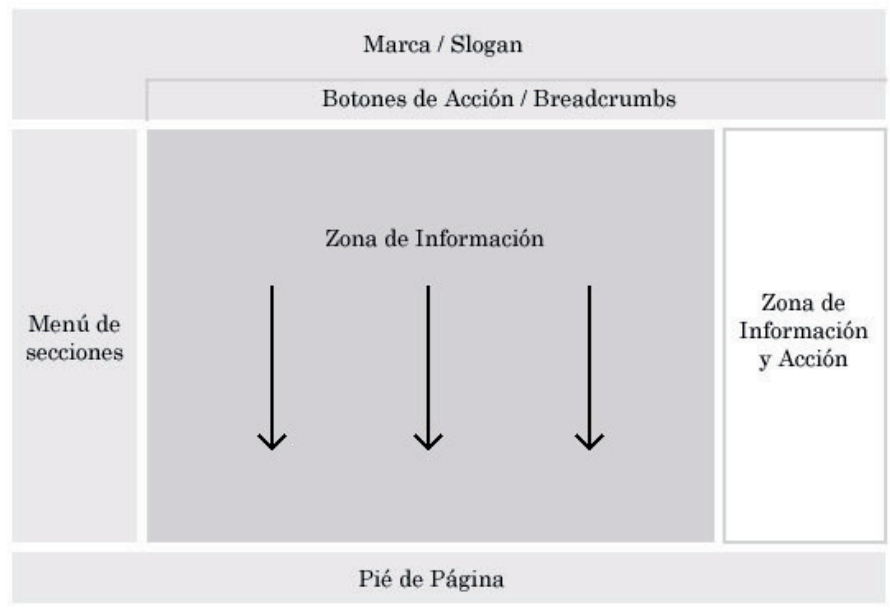 Marca / Slogan
Botones de Acción / Breadcrumbs
Zona de Información
Menú de
secciones
Zona de
Información
y Acción
Pié de Página